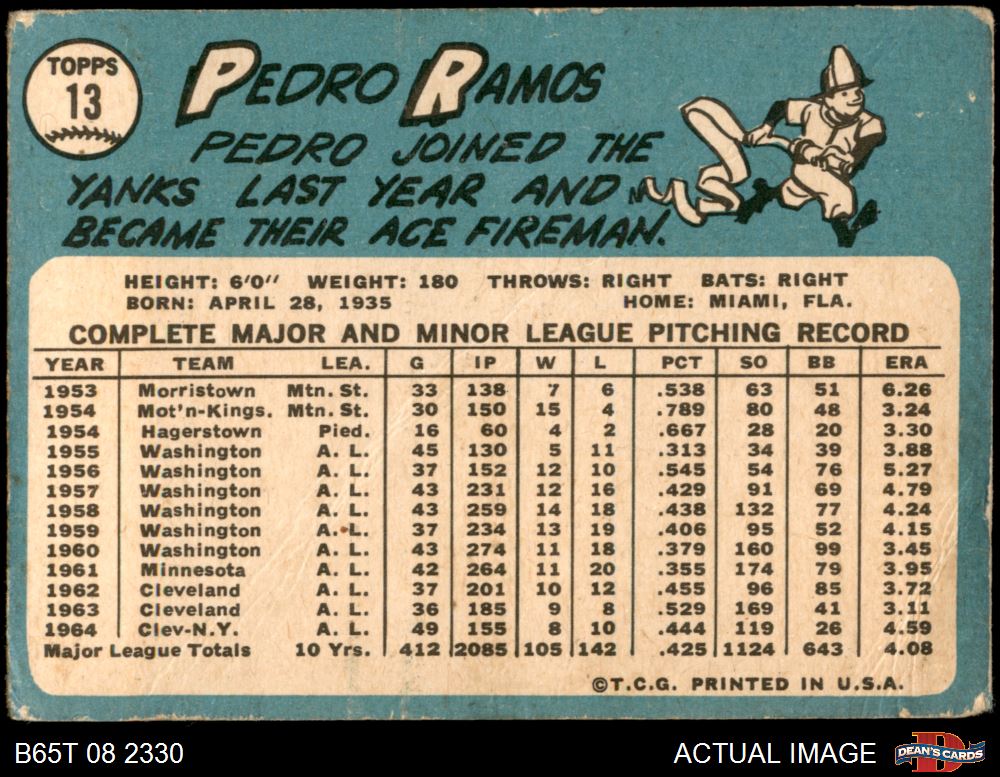 TOPPS
13
PEDRO RAMOS
PEDRO JOINED THE
YANKS LAST YEAR AND
BECAME THEIR ACE FIREMAN.
HEIGHT: 6'0" WEIGHT: 180 THROWS: RIGHT BATS: RIGHT
BORN: APRIL 28, 1935 HOME: MIAMI, FLA.
COMPLETE MAJOR AND MINOR LEAGUE PITCHING RECORD
YEAR TEAM LEA. G IP W L PCT SO BB ERA
1953 Morristown Mtn. St. 33 138 7 6 .538 63 51 6.26
1954 Mot'n-Kings. Mtn. St. 30 150 15 4 .789 80 48 3.24
1954 Hagerstown Pied. 16 60 4 2 .667 28 20 3.30
1955 Washington A. L. 45 130 5 11 .313 34 39 3.88
1956 Washington A. L. 37 152 12 10 .545 54 76 5.27
1957 Washington A. L. 43 231 12 16 .429 91 69 4.79
1958 Washington A. L. 43 259 14 18 .438 132 77 4.24
1959 Washington A. L. 37 234 13 19 .406 95 52 4.15
1960 Washington A. L. 43 274 11 18 .379 160 99 3.45
1961 Minnesota A. L. 42 264 11 20 .355 174 79 3.95
1962 Cleveland A. L. 37 201 10 12 .455 96 85 3.72
1963 Cleveland A. L. 36 185 9 8 .529 169 41 3.11
1964 Clev-N.Y. A. L. 49 155 8 10 .444 119 26 4.59
Major League Totals 10 Yrs. 412 2085 105 142 .425 1124 643 4.08
©T.C.G. PRINTED IN U.S.A.
B65T 08 2330 ACTUAL IMAGE D DEAN'S CARDS